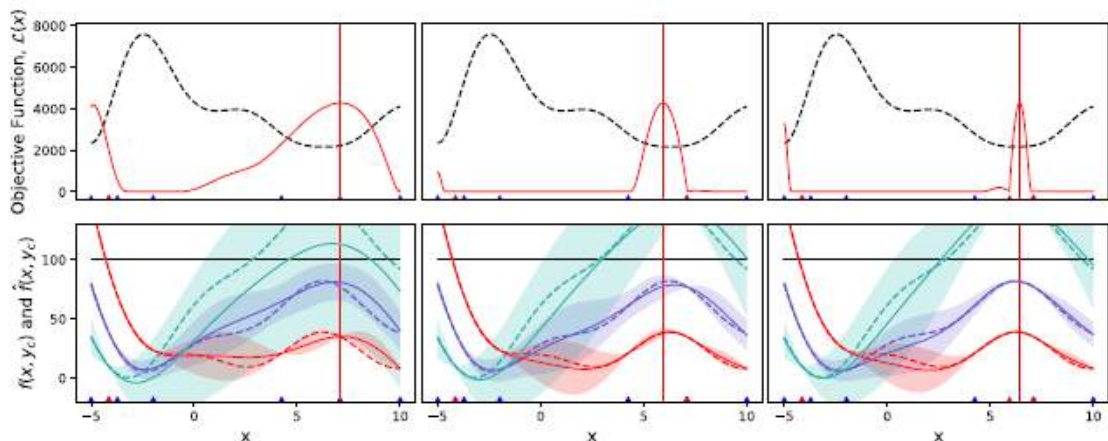 Objective Function, ℒ(x)
8000
6000
4000
2000
0
f(x, y_c) and f̂(x, y_c)
100
50
0
−5 0 5 10
−5 0 5 10
−5 0 5 10
x x x